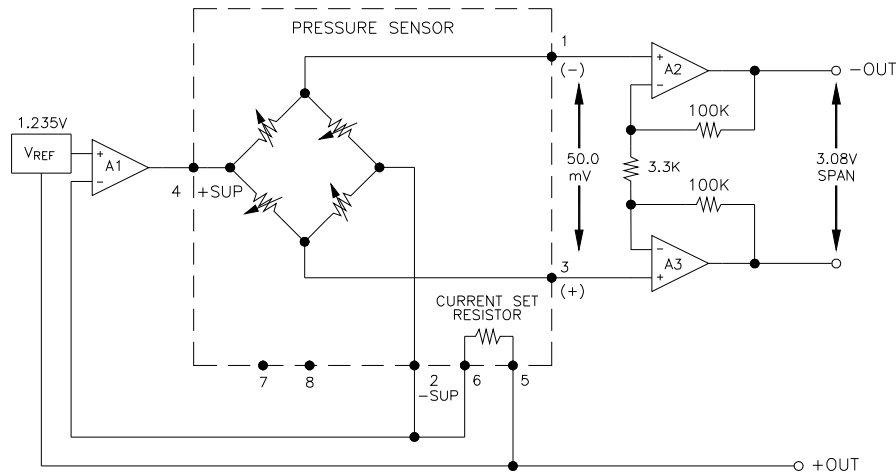 PRESSURE SENSOR
1
(-)
+
A2
-
-OUT
100K
1.235V
VREF
+
A1
-
4
+SUP
50.0
mV
3.3K
3.08V
SPAN
100K
-
A3
+
3
(+)
CURRENT SET
RESISTOR
7
8
2
-SUP
6
5
+OUT